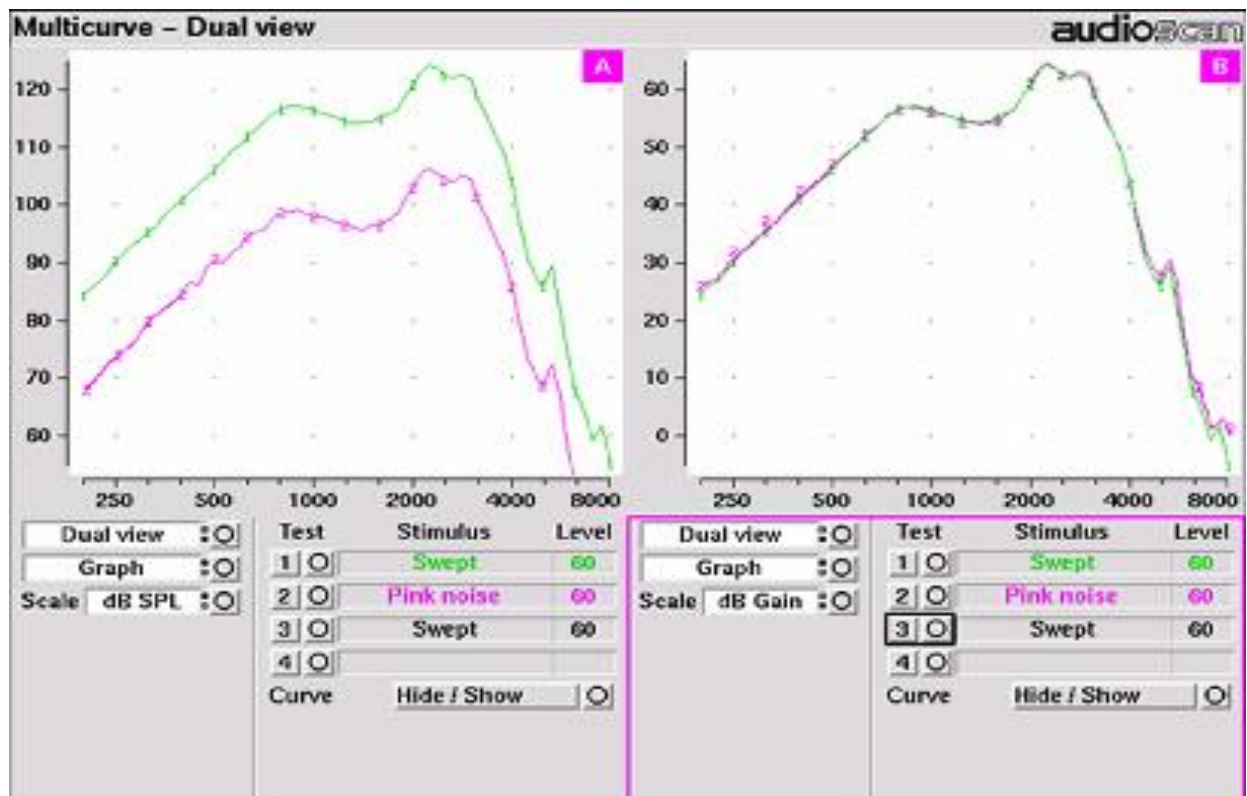 Multicurve – Dual view
audioscan
A
120
110
100
90
80
70
60
250 500 1000 2000 4000 8000
B
60
50
40
30
20
10
0
250 500 1000 2000 4000 8000
Dual view
Graph
Scale dB SPL
Test Stimulus Level
1 Swept 60
2 Pink noise 60
3 Swept 60
4
Curve Hide / Show
Dual view
Graph
Scale dB Gain
Test Stimulus Level
1 Swept 60
2 Pink noise 60
3 Swept 60
4
Curve Hide / Show